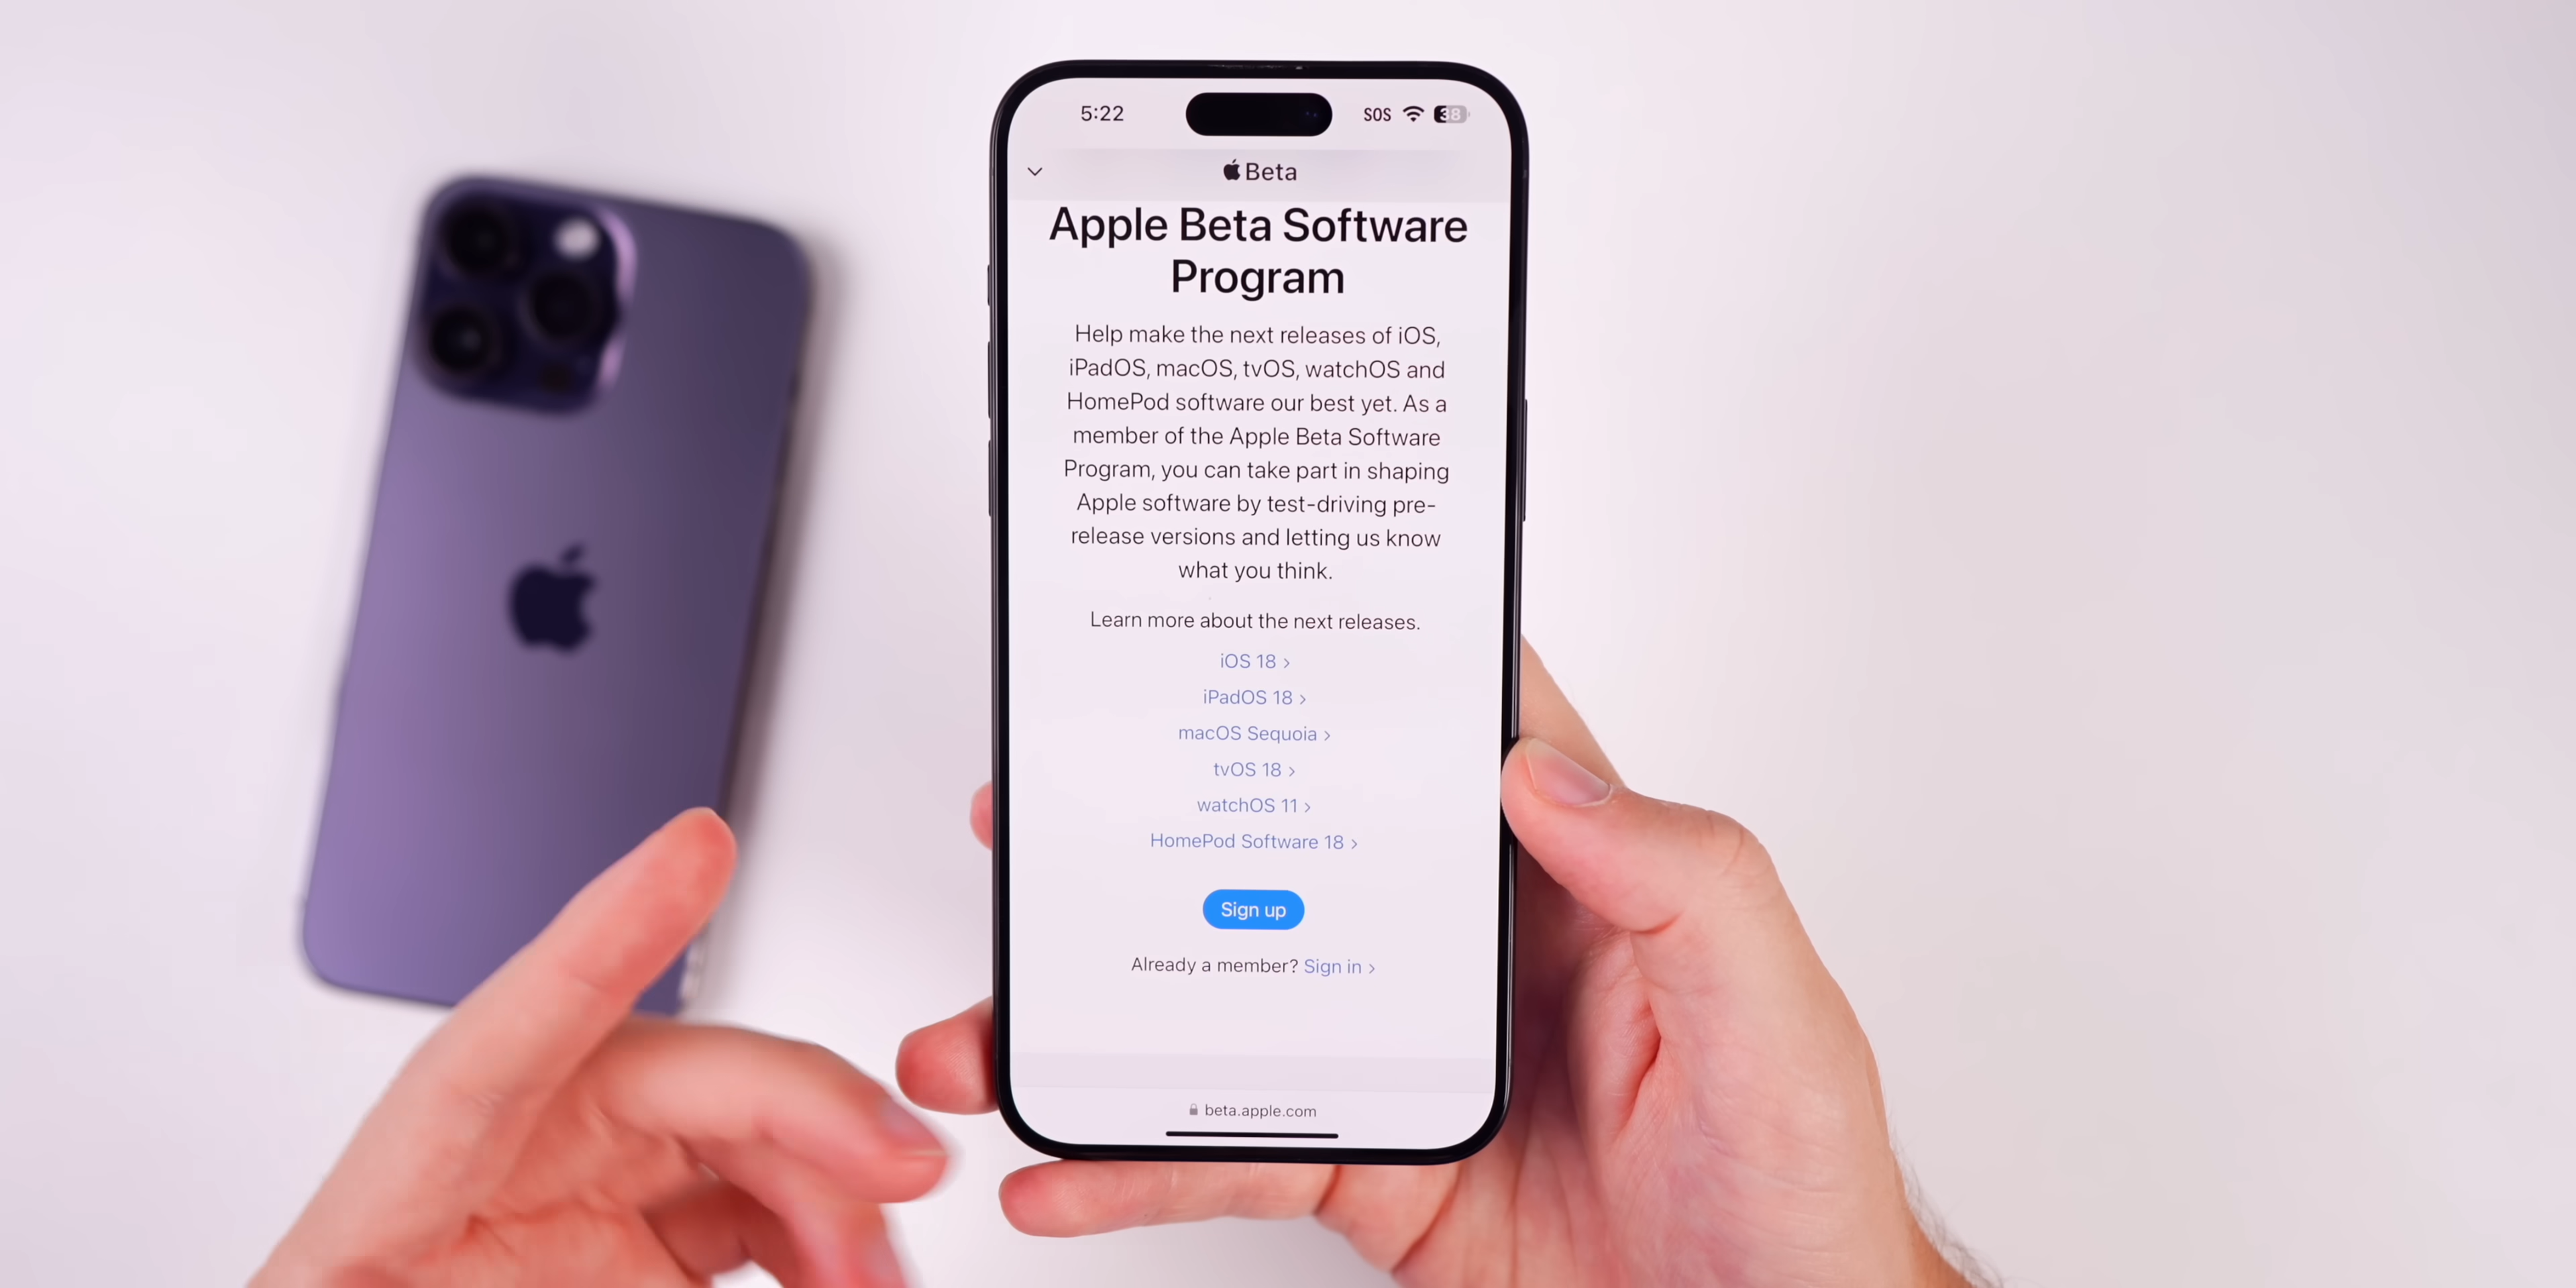 5:22 SOS 38
Beta
Apple Beta Software
Program
Help make the next releases of iOS,
iPadOS, macOS, tvOS, watchOS and
HomePod software our best yet. As a
member of the Apple Beta Software
Program, you can take part in shaping
Apple software by test-driving pre-
release versions and letting us know
what you think.
Learn more about the next releases.
iOS 18 >
iPadOS 18 >
macOS Sequoia >
tvOS 18 >
watchOS 11 >
HomePod Software 18 >
Sign up
Already a member? Sign in >
beta.apple.com